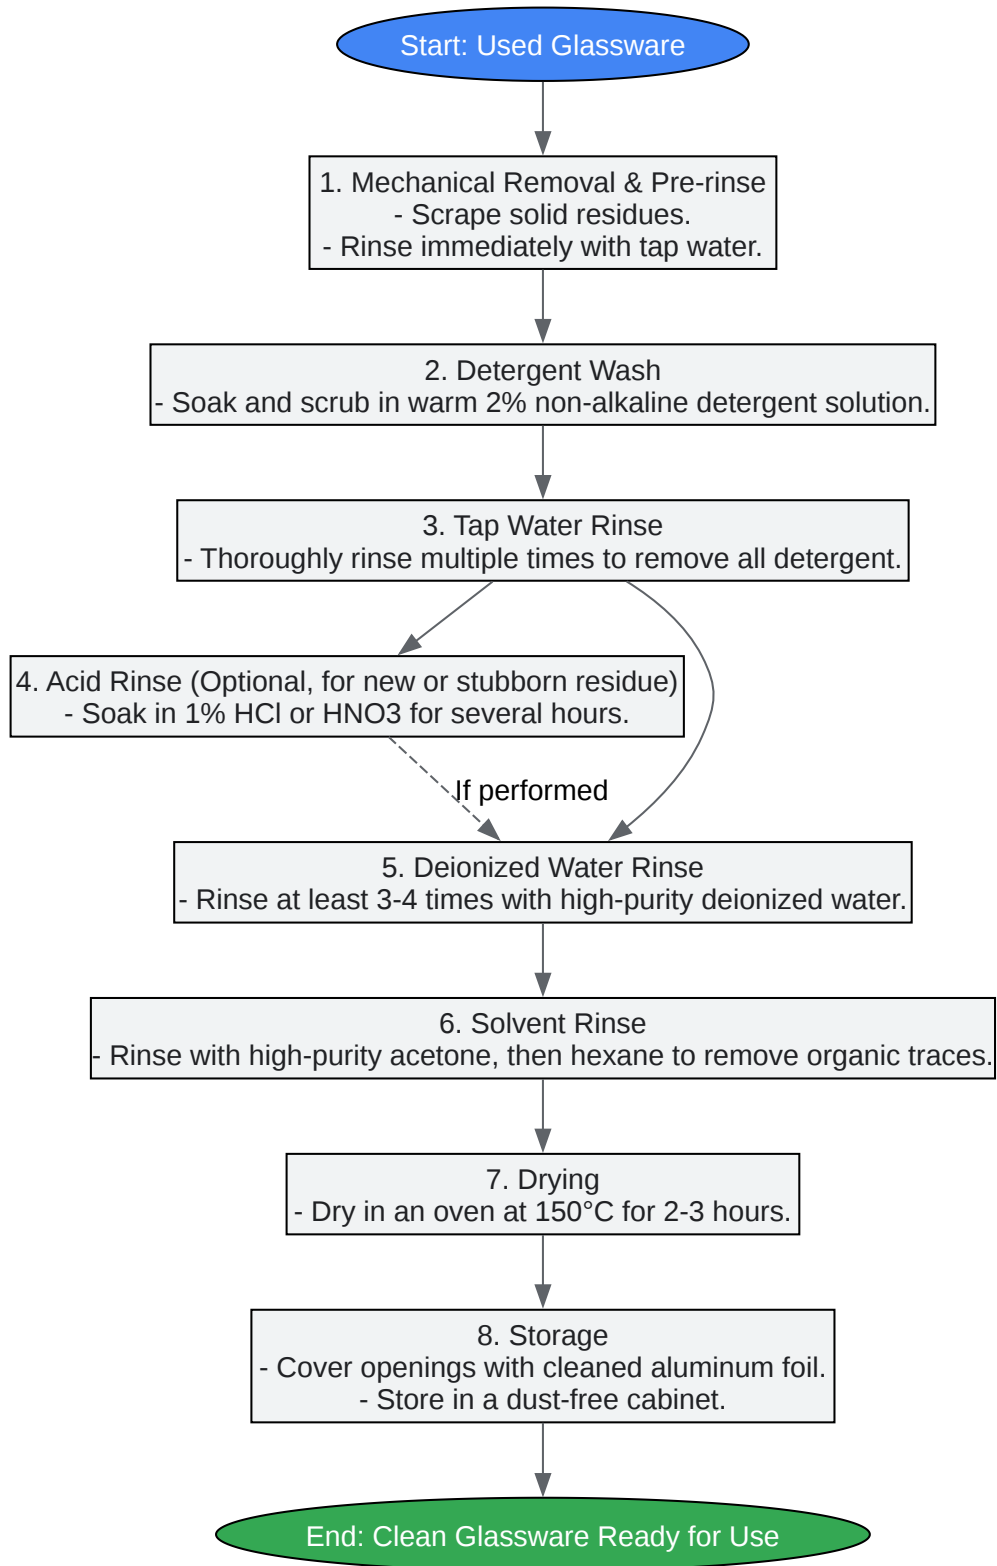 Start: Used Glassware
1. Mechanical Removal & Pre-rinse
- Scrape solid residues.
- Rinse immediately with tap water.
2. Detergent Wash
- Soak and scrub in warm 2% non-alkaline detergent solution.
3. Tap Water Rinse
- Thoroughly rinse multiple times to remove all detergent.
4. Acid Rinse (Optional, for new or stubborn residue)
- Soak in 1% HCl or HNO3 for several hours.
If performed
5. Deionized Water Rinse
- Rinse at least 3-4 times with high-purity deionized water.
6. Solvent Rinse
- Rinse with high-purity acetone, then hexane to remove organic traces.
7. Drying
- Dry in an oven at 150°C for 2-3 hours.
8. Storage
- Cover openings with cleaned aluminum foil.
- Store in a dust-free cabinet.
End: Clean Glassware Ready for Use